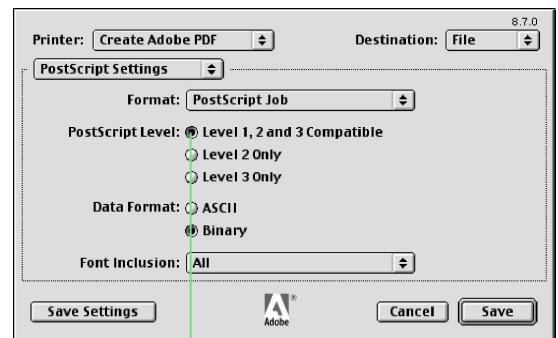 8.7.0
Printer: Create Adobe PDF Destination: File
PostScript Settings
Format: PostScript Job
PostScript Level: Level 1, 2 and 3 Compatible
Level 2 Only
Level 3 Only
Data Format: ASCII
Binary
Font Inclusion: All
Save Settings Adobe ® Cancel Save